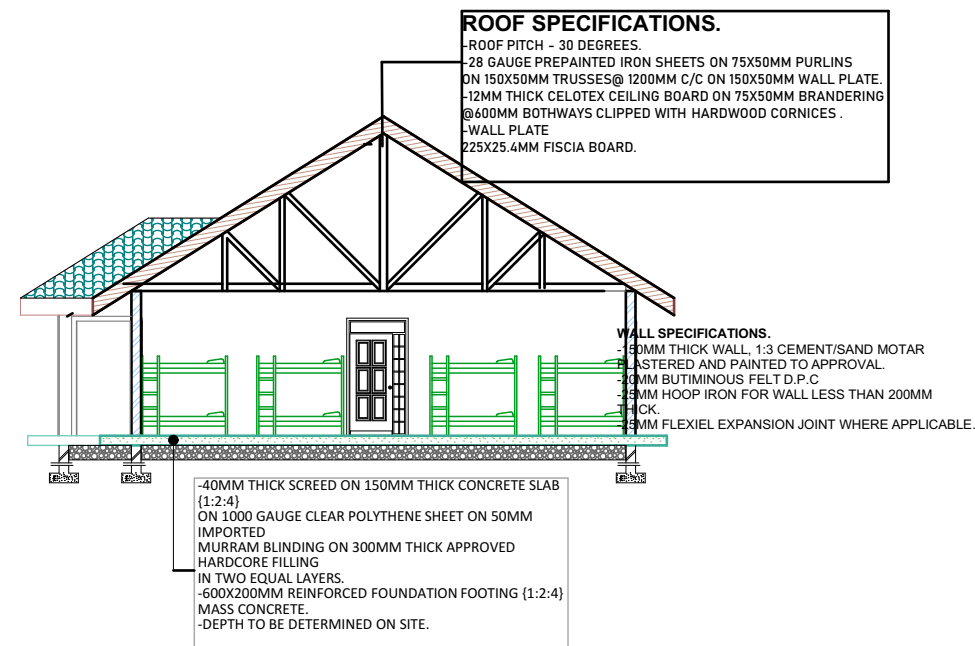 ROOF SPECIFICATIONS.
-ROOF PITCH - 30 DEGREES.
-28 GAUGE PREPAINTED IRON SHEETS ON 75X50MM PURLINS
ON 150X50MM TRUSSES@ 1200MM C/C ON 150X50MM WALL PLATE.
-12MM THICK CELOTEX CEILING BOARD ON 75X50MM BRANDERING
@600MM BOTHWAYS CLIPPED WITH HARDWOOD CORNICES .
-WALL PLATE
225X25.4MM FISCIA BOARD.
WALL SPECIFICATIONS.
-150MM THICK WALL, 1:3 CEMENT/SAND MOTAR
PLASTERED AND PAINTED TO APPROVAL.
-20MM BUTIMINOUS FELT D.P.C
-25MM HOOP IRON FOR WALL LESS THAN 200MM
THICK.
-25MM FLEXIEL EXPANSION JOINT WHERE APPLICABLE.
-40MM THICK SCREED ON 150MM THICK CONCRETE SLAB
{1:2:4}
ON 1000 GAUGE CLEAR POLYTHENE SHEET ON 50MM
IMPORTED
MURRAM BLINDING ON 300MM THICK APPROVED
HARDCORE FILLING
IN TWO EQUAL LAYERS.
-600X200MM REINFORCED FOUNDATION FOOTING {1:2:4}
MASS CONCRETE.
-DEPTH TO BE DETERMINED ON SITE.